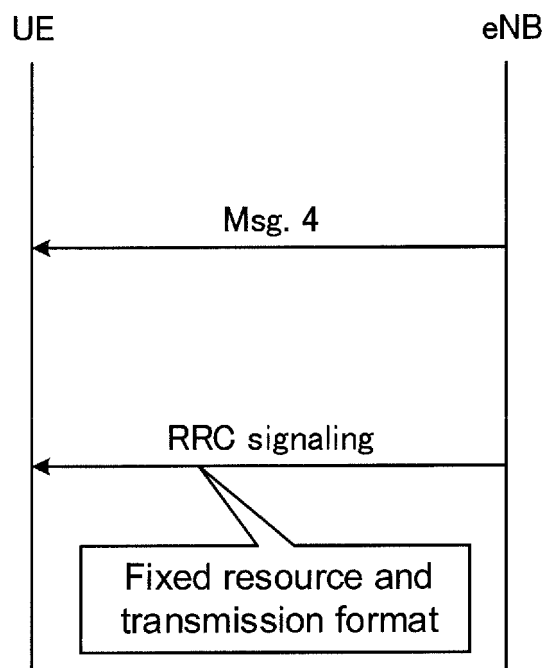 UE
eNB
Msg. 4
RRC signaling
Fixed resource and
transmission format